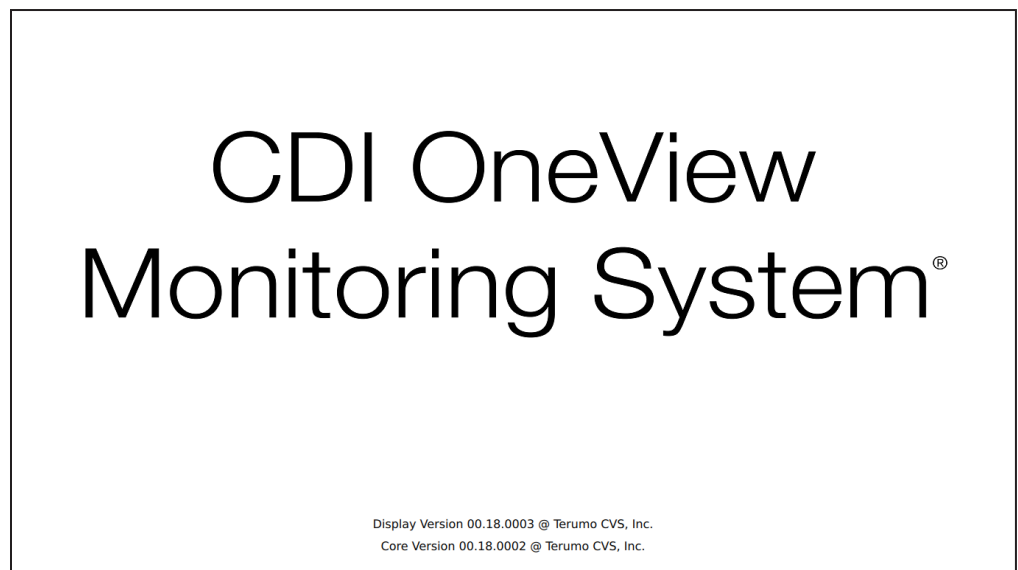 CDI OneView
Monitoring System®
Display Version 00.18.0003 @ Terumo CVS, Inc.
Core Version 00.18.0002 @ Terumo CVS, Inc.